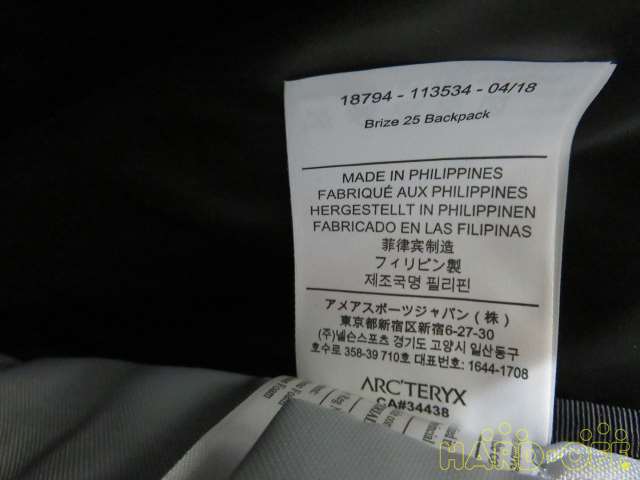 18794 - 113534 - 04/18
Brize 25 Backpack
MADE IN PHILIPPINES
FABRIQUÉ AUX PHILIPPINES
HERGESTELLT IN PHILIPPINEN
FABRICADO EN LAS FILIPINAS
菲律宾制造
フィリピン製
제조국명 필리핀
アメアスポーツジャパン(株)
東京都新宿区新宿6-27-30
(주)넬슨스포츠 경기도 고양시 일산동구
호수로 358-39 710호 대표번호: 1644-1708
ARC'TERYX
CA#34438
HARD-OFF